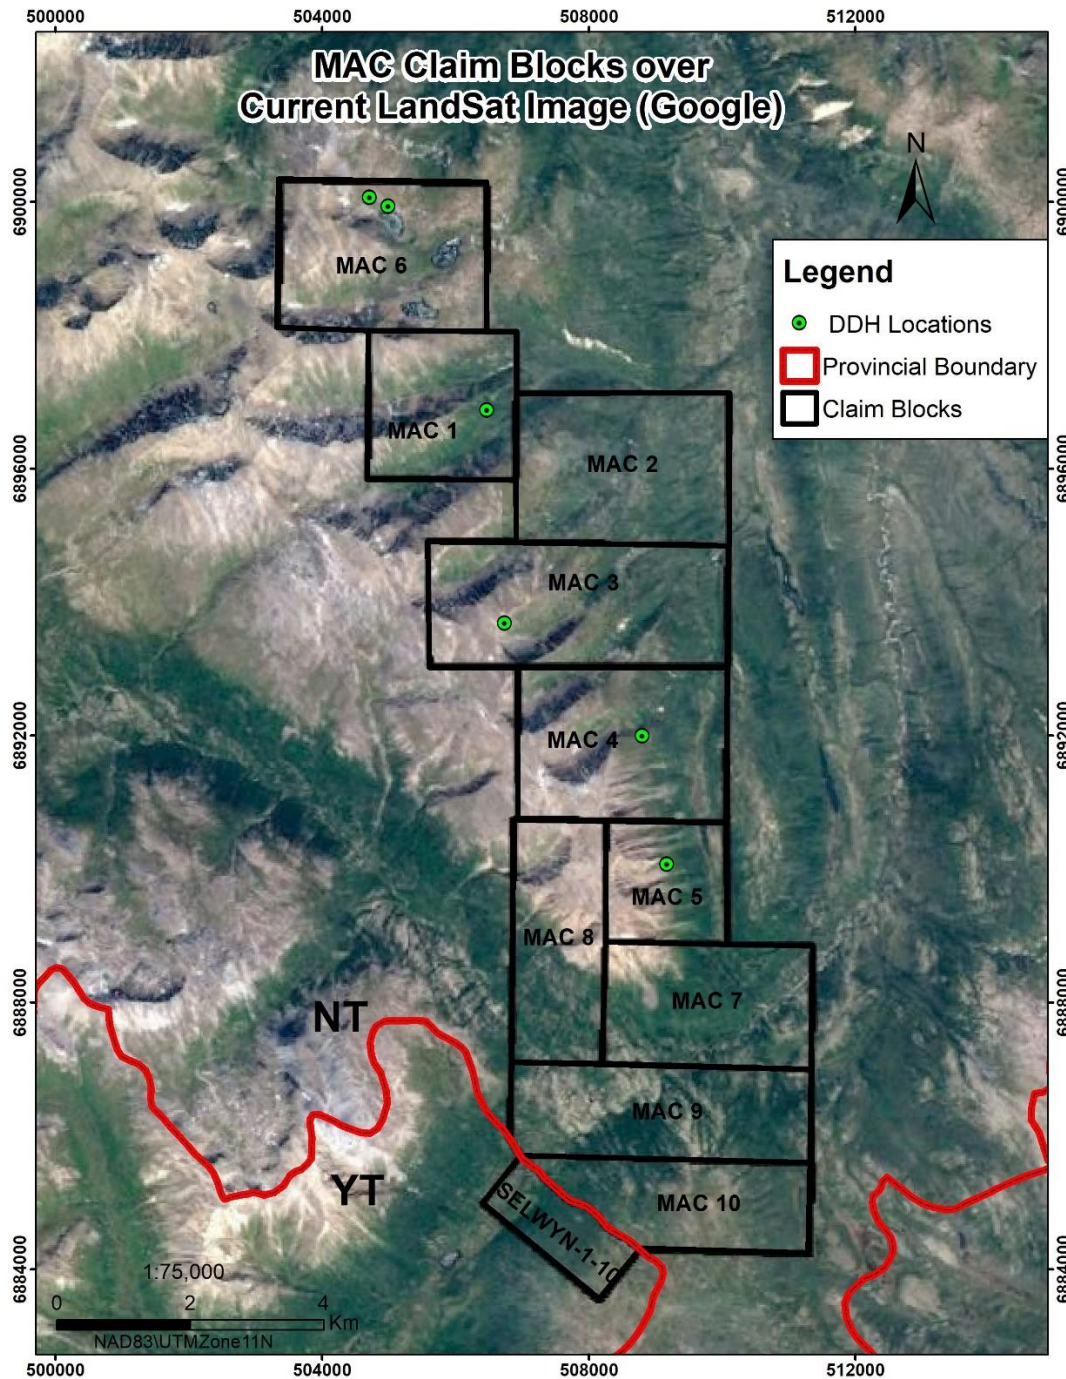 500000 504000 508000 512000
MAC Claim Blocks over
Current LandSat Image (Google)
N
6900000 6900000
Legend
DDH Locations
Provincial Boundary
Claim Blocks
MAC 6
MAC 1
MAC 2
6896000 6896000
MAC 3
MAC 4
6892000 6892000
MAC 5
MAC 8
MAC 7
6888000 6888000
NT
MAC 9
YT
MAC 10
SELWYN-1-10
6884000 6884000
1:75,000
0 2 4
Km
NAD83\UTMZone11N
500000 504000 508000 512000